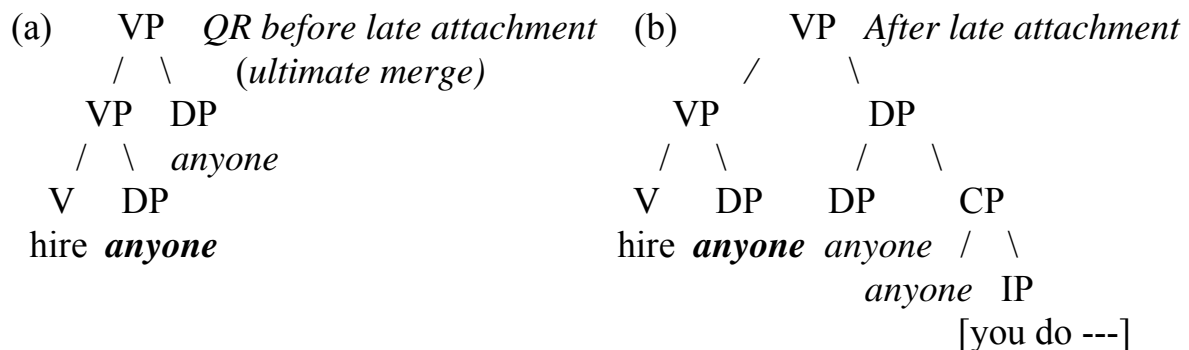 (a) VP QR before late attachment (b) VP After late attachment
/ \ (ultimate merge) / \
VP DP VP DP
/ \ anyone / \ / \
V DP V DP DP CP
hire anyone hire anyone anyone / \
anyone IP
[you do ---]